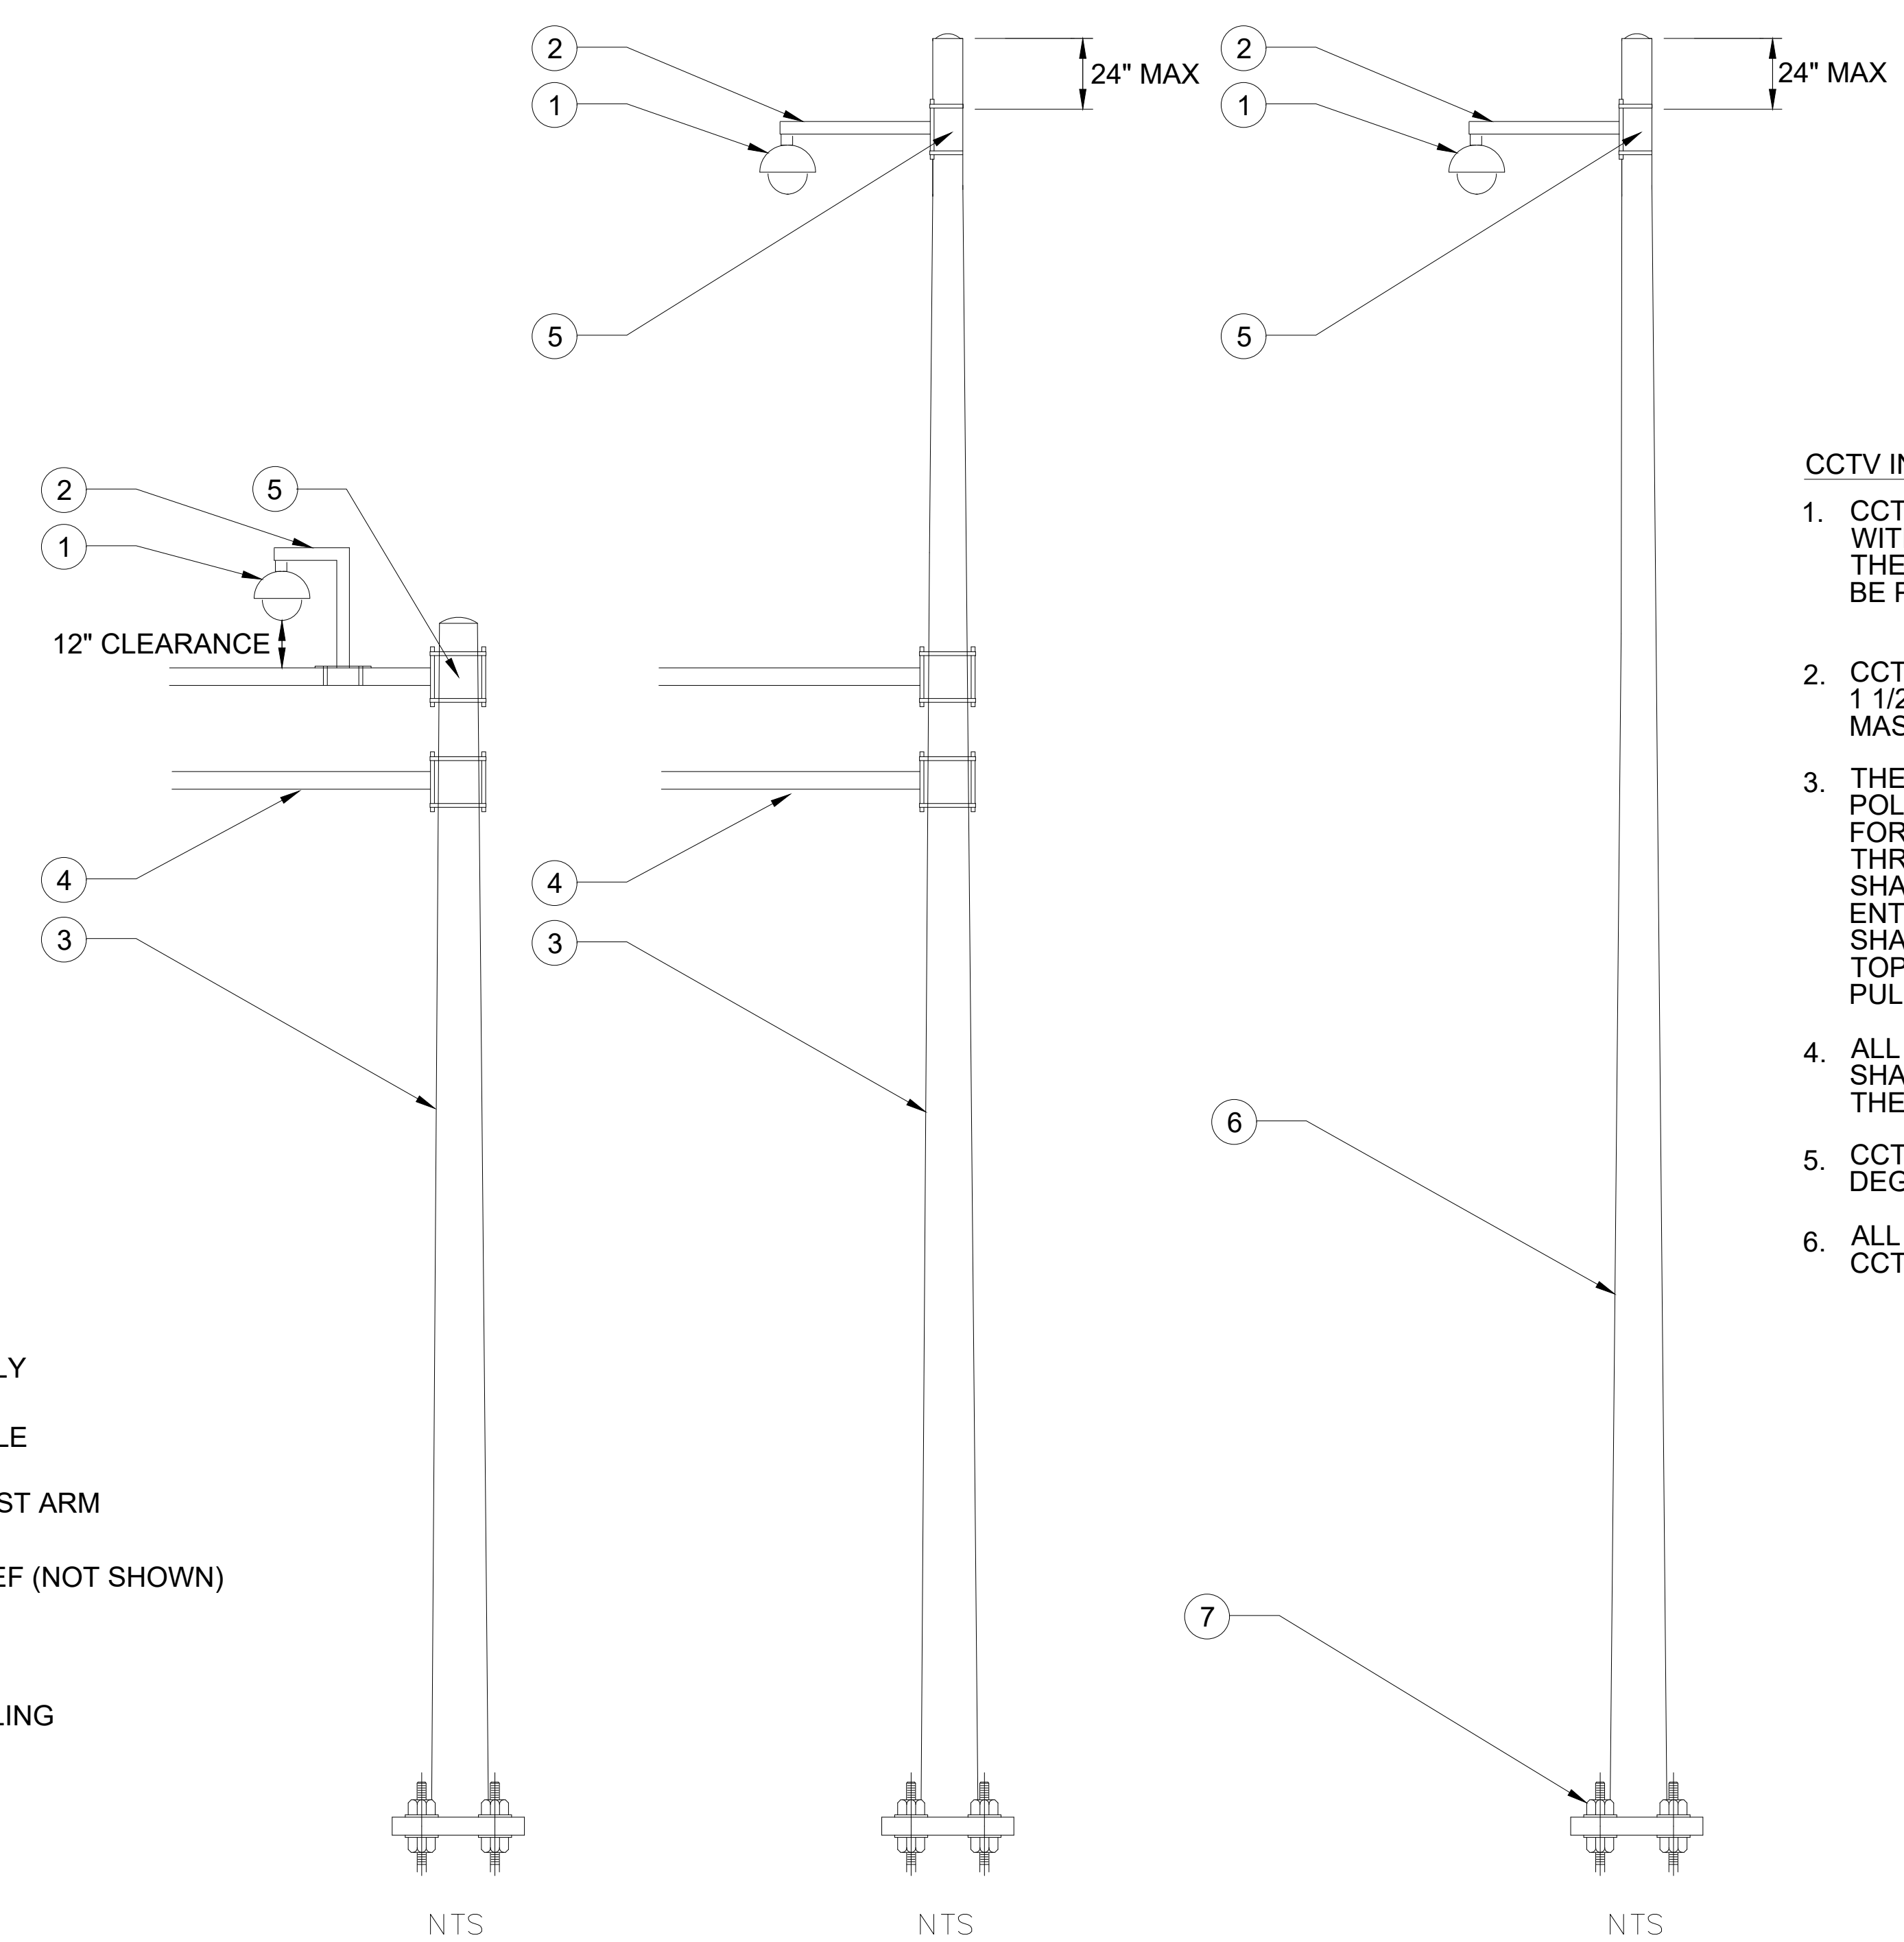 2
1
5
24" MAX
2
1
5
24" MAX
2
5
1
12" CLEARANCE
4
3
4
3
6
7
LY
LE
ST ARM
EF (NOT SHOWN)
LING
NTS
NTS
NTS
CCTV IN
1. CCT
WIT
THE
BE
2. CCT
1 1/2
MAS
3. THE
POL
FOR
THR
SHA
ENT
SHA
TOP
PUL
4. ALL
SHA
THE
5. CCT
DEG
6. ALL
CCT